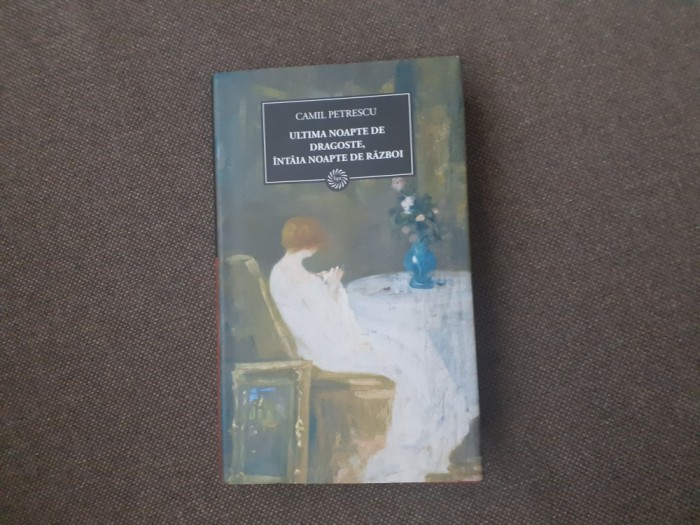 CAMIL PETRESCU
ULTIMA NOAPTE DE
DRAGOSTE,
ÎNTÂIA NOAPTE DE RĂZBOI